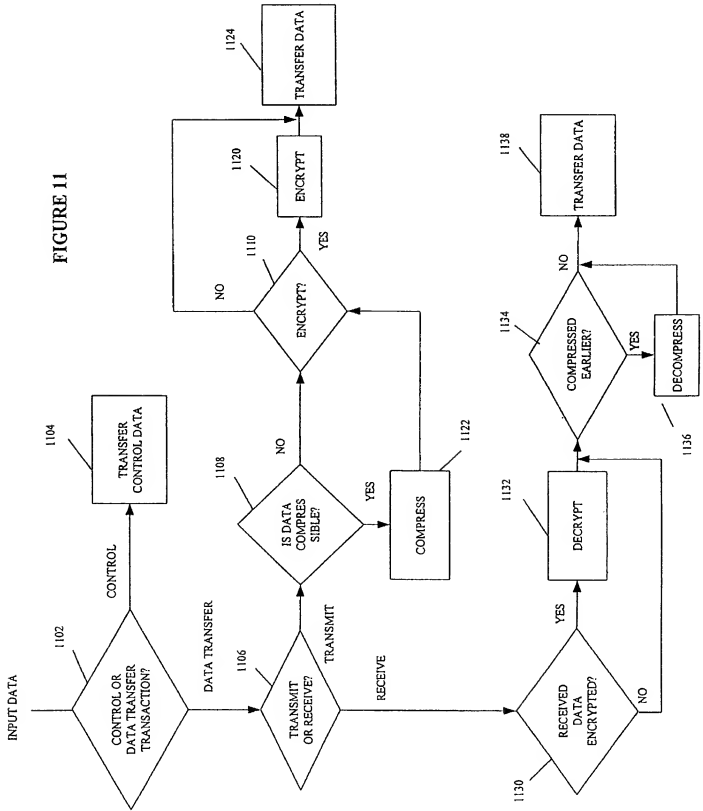 FIGURE 11
INPUT DATA
1102
CONTROL OR
DATA TRANSFER
TRANSACTION?
CONTROL
1104
TRANSFER
CONTROL DATA
DATA TRANSFER
1106
TRANSMIT
OR RECEIVE?
TRANSMIT
1108
IS DATA
COMPRES
SIBLE?
NO
YES
COMPRESS
1122
1110
ENCRYPT?
NO
YES
1120
ENCRYPT
1124
TRANSFER DATA
RECEIVE
1130
RECEIVED
DATA
ENCRYPTED?
YES
NO
1132
DECRYPT
1134
COMPRESSED
EARLIER?
NO
YES
DECOMPRESS
1136
1138
TRANSFER DATA